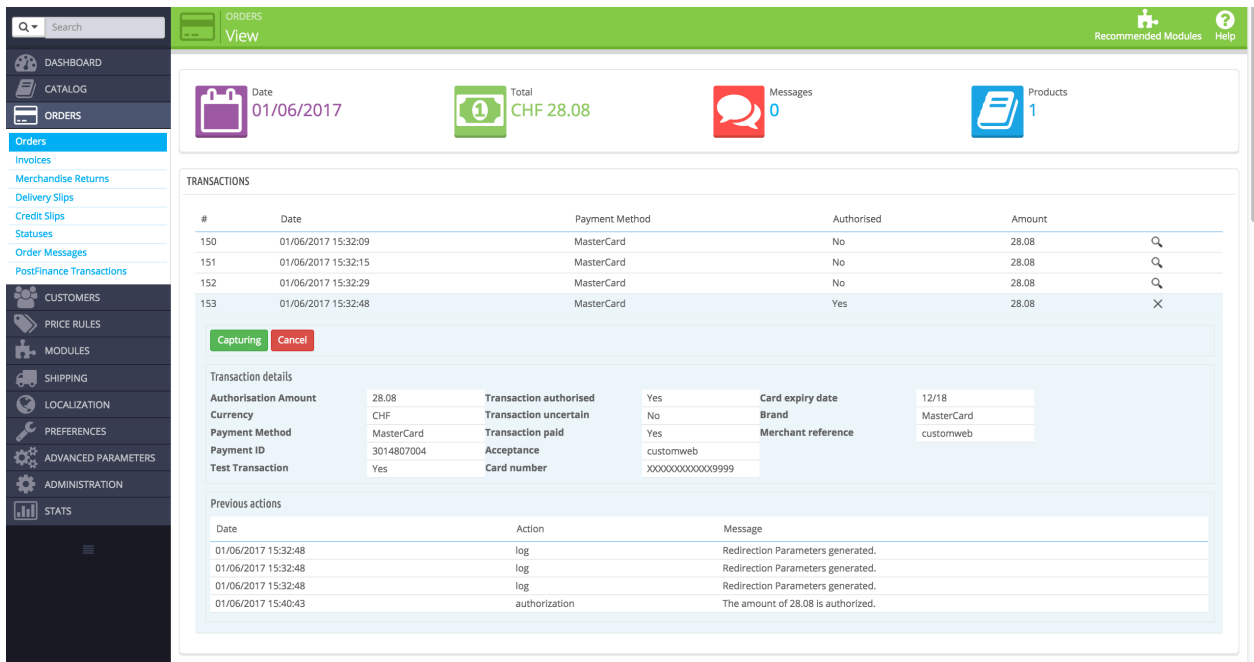 Search
ORDERS
View
Recommended Modules
Help
DASHBOARD
CATALOG
ORDERS
Orders
Invoices
Merchandise Returns
Delivery Slips
Credit Slips
Statuses
Order Messages
PostFinance Transactions
CUSTOMERS
PRICE RULES
MODULES
SHIPPING
LOCALIZATION
PREFERENCES
ADVANCED PARAMETERS
ADMINISTRATION
STATS
Date
01/06/2017
Total
CHF 28.08
Messages
0
Products
1
TRANSACTIONS
# Date Payment Method Authorised Amount
150 01/06/2017 15:32:09 MasterCard No 28.08
151 01/06/2017 15:32:15 MasterCard No 28.08
152 01/06/2017 15:32:29 MasterCard No 28.08
153 01/06/2017 15:32:48 MasterCard Yes 28.08
Capturing Cancel
Transaction details
Authorisation Amount 28.08 Transaction authorised Yes Card expiry date 12/18
Currency CHF Transaction uncertain No Brand MasterCard
Payment Method MasterCard Transaction paid Yes Merchant reference customweb
Payment ID 3014807004 Acceptance customweb
Test Transaction Yes Card number XXXXXXXXXXXX9999
Previous actions
Date Action Message
01/06/2017 15:32:48 log Redirection Parameters generated.
01/06/2017 15:32:48 log Redirection Parameters generated.
01/06/2017 15:32:48 log Redirection Parameters generated.
01/06/2017 15:40:43 authorization The amount of 28.08 is authorized.